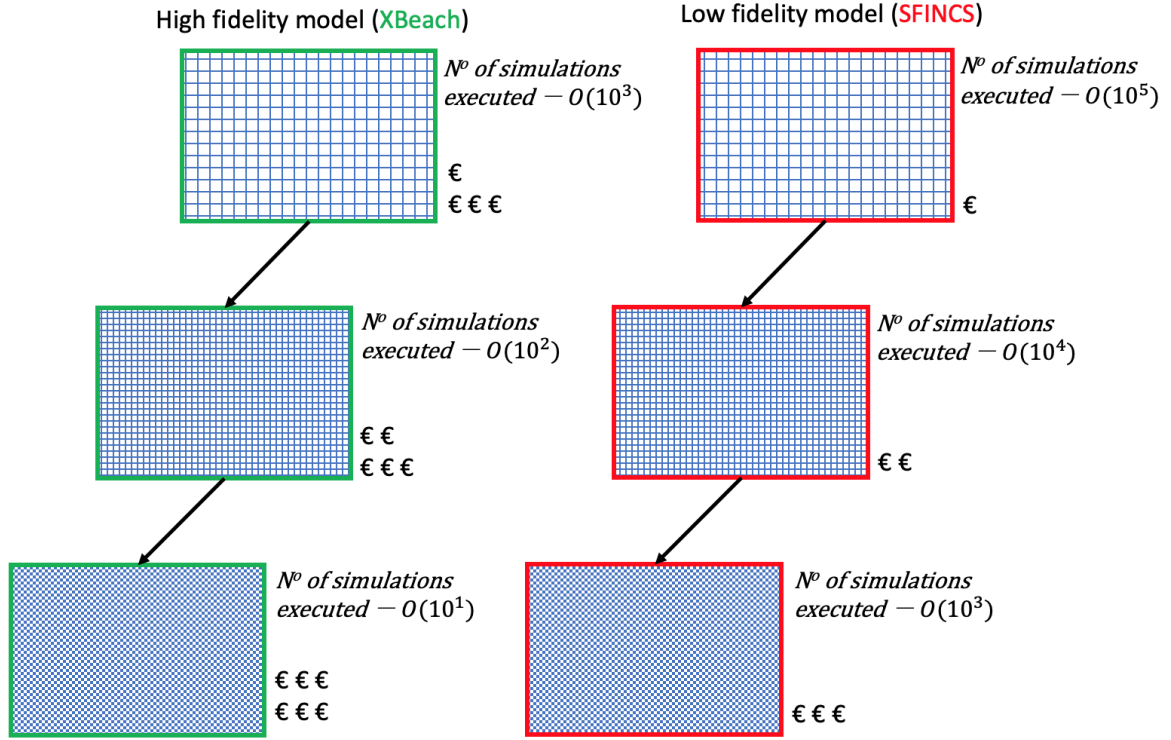 High fidelity model (XBeach)
Nº of simulations
executed − O(10³)
€
€ € €
Nº of simulations
executed − O(10²)
€ €
€ € €
Nº of simulations
executed − O(10¹)
€ € €
€ € €
Low fidelity model (SFINCS)
Nº of simulations
executed − O(10⁵)
€
Nº of simulations
executed − O(10⁴)
€ €
Nº of simulations
executed − O(10³)
€ € €